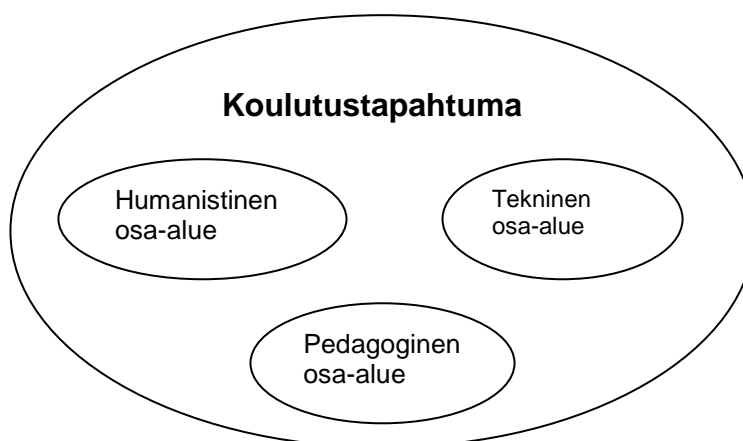 Koulutustapahtuma
Humanistinen
osa-alue
Tekninen
osa-alue
Pedagoginen
osa-alue